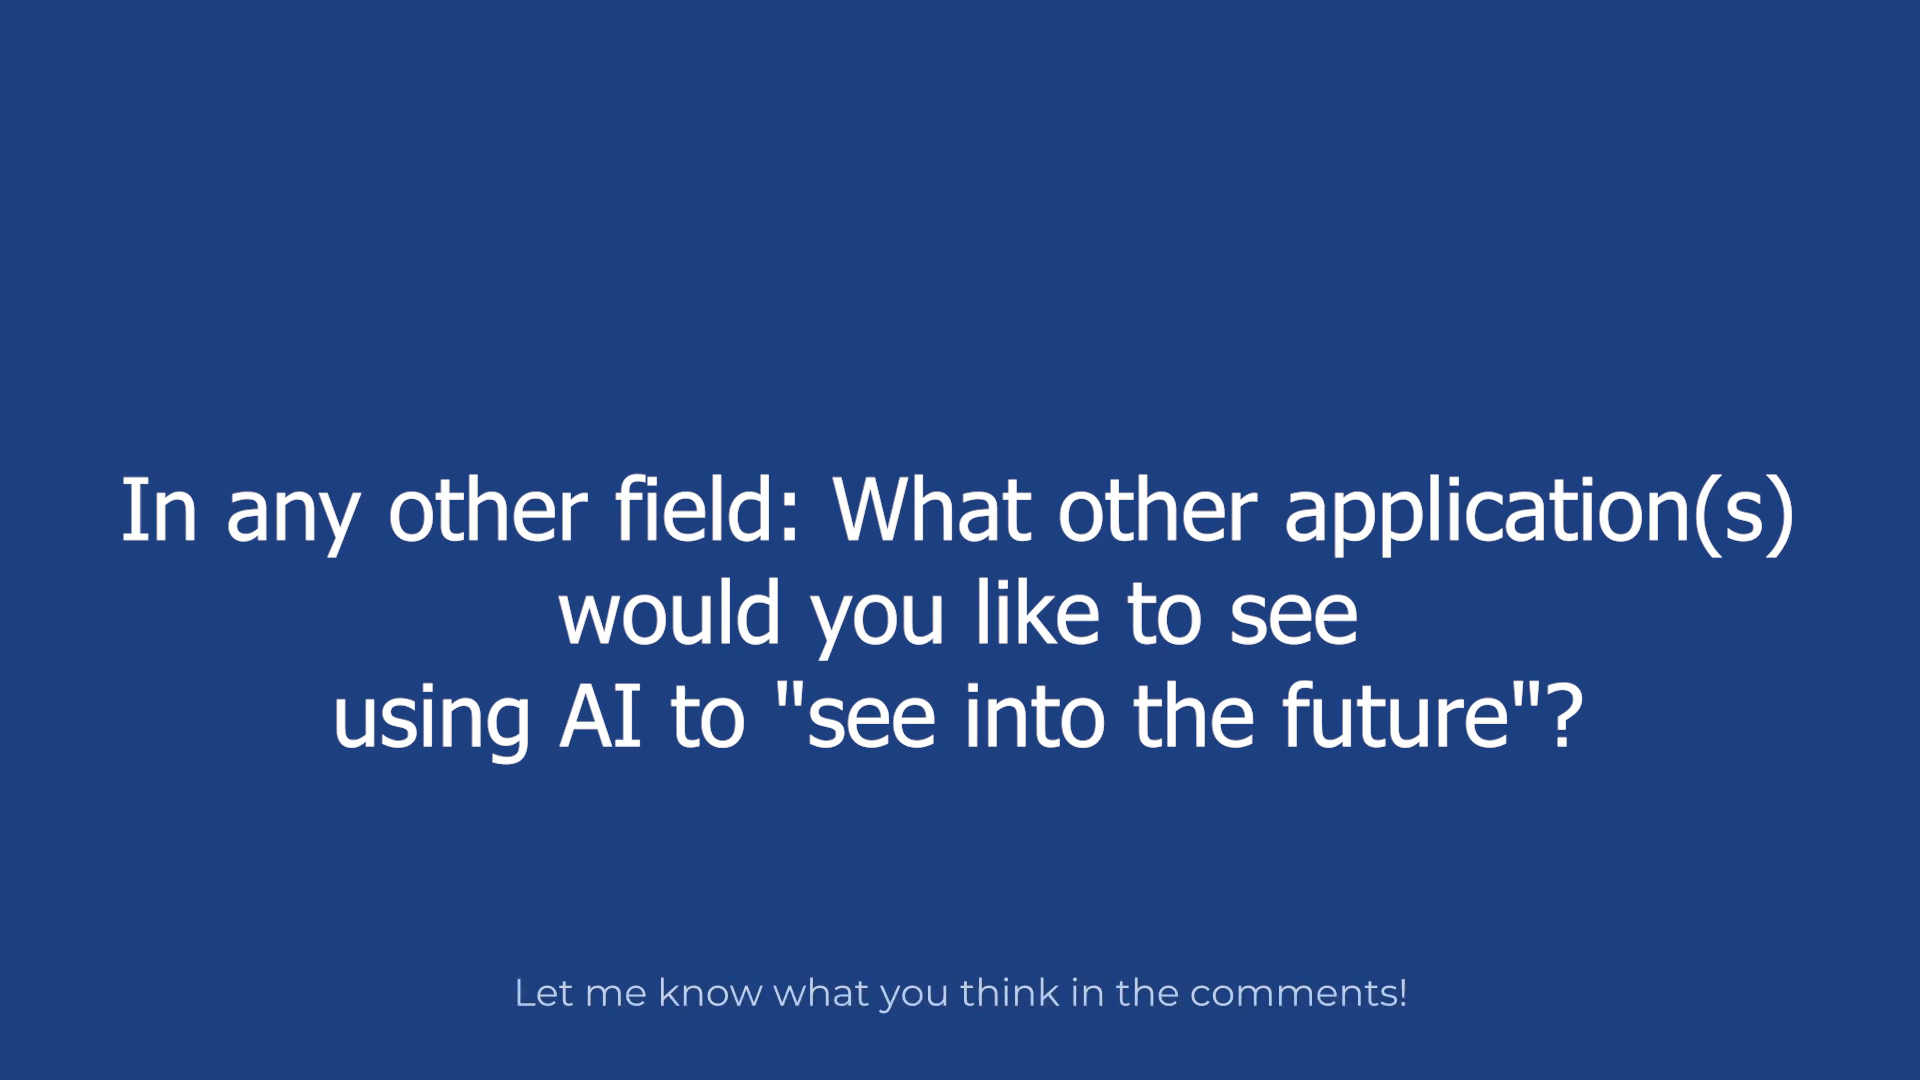 In any other field: What other application(s)
would you like to see
using AI to "see into the future"?
Let me know what you think in the comments!